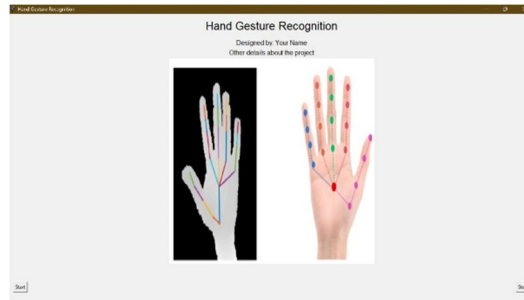 Hand Gesture Recognition
Hand Gesture Recognition
Designed by: Your Name
Other details about the project
Start